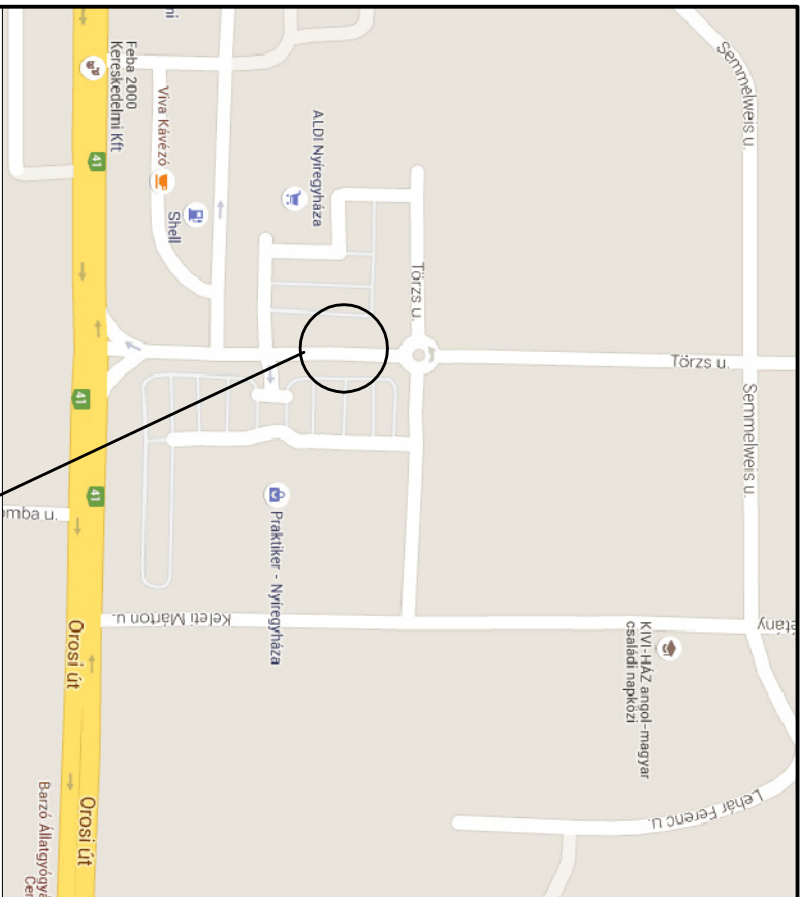 Semmelweis u.
Feba 2000
Kereskedelmi Kft
Viva Kávézó
41
Shell
ALDI Nyíregyháza
Törzs u.
Törzs u.
Semmelweis u.
41
41
Praktiker - Nyíregyháza
Keleti Márton u.
KIVI-HÁZ angol-magyar
családi napközi
Orosi út
Orosi út
Lehár Ferenc u.